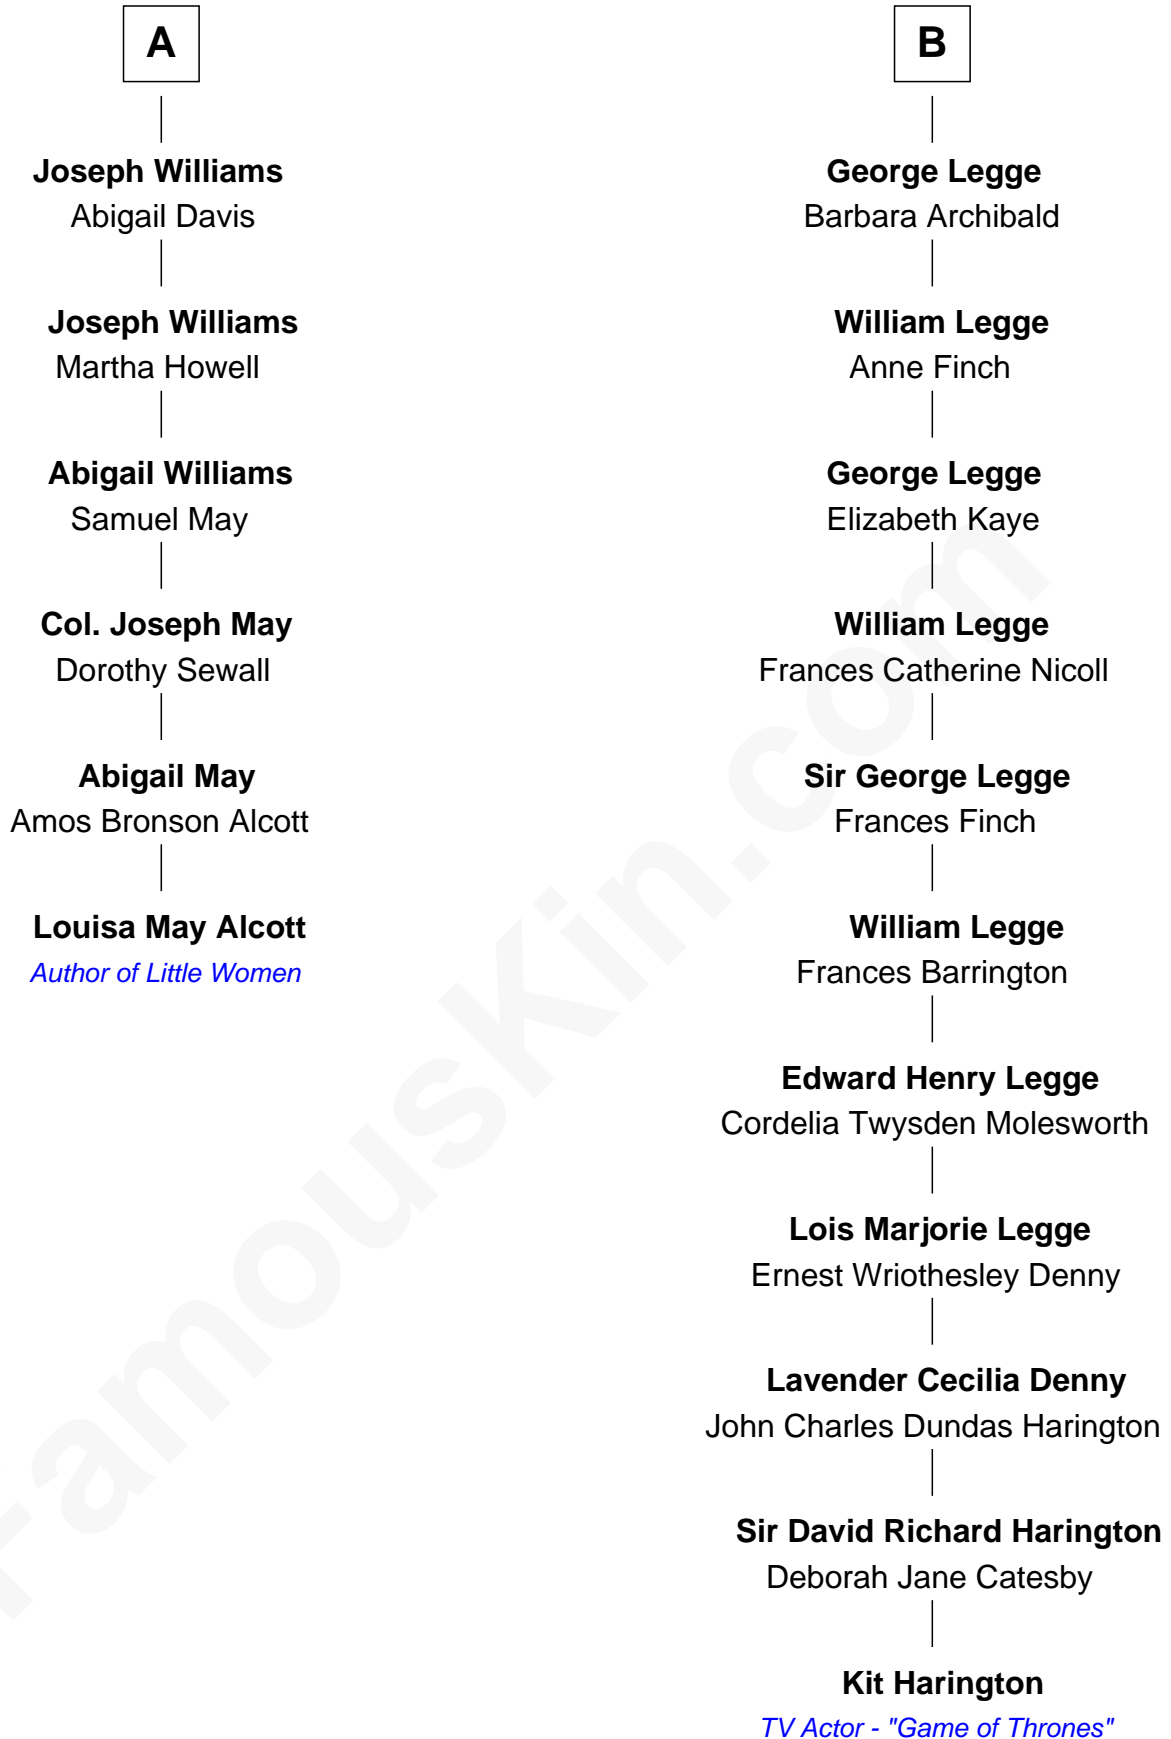 A
Joseph Williams
Abigail Davis
Joseph Williams
Martha Howell
Abigail Williams
Samuel May
Col. Joseph May
Dorothy Sewall
Abigail May
Amos Bronson Alcott
Louisa May Alcott
Author of Little Women
B
George Legge
Barbara Archibald
William Legge
Anne Finch
George Legge
Elizabeth Kaye
William Legge
Frances Catherine Nicoll
Sir George Legge
Frances Finch
William Legge
Frances Barrington
Edward Henry Legge
Cordelia Twysden Molesworth
Lois Marjorie Legge
Ernest Wriothesley Denny
Lavender Cecilia Denny
John Charles Dundas Harington
Sir David Richard Harington
Deborah Jane Catesby
Kit Harington
TV Actor - "Game of Thrones"
FamousKin.com